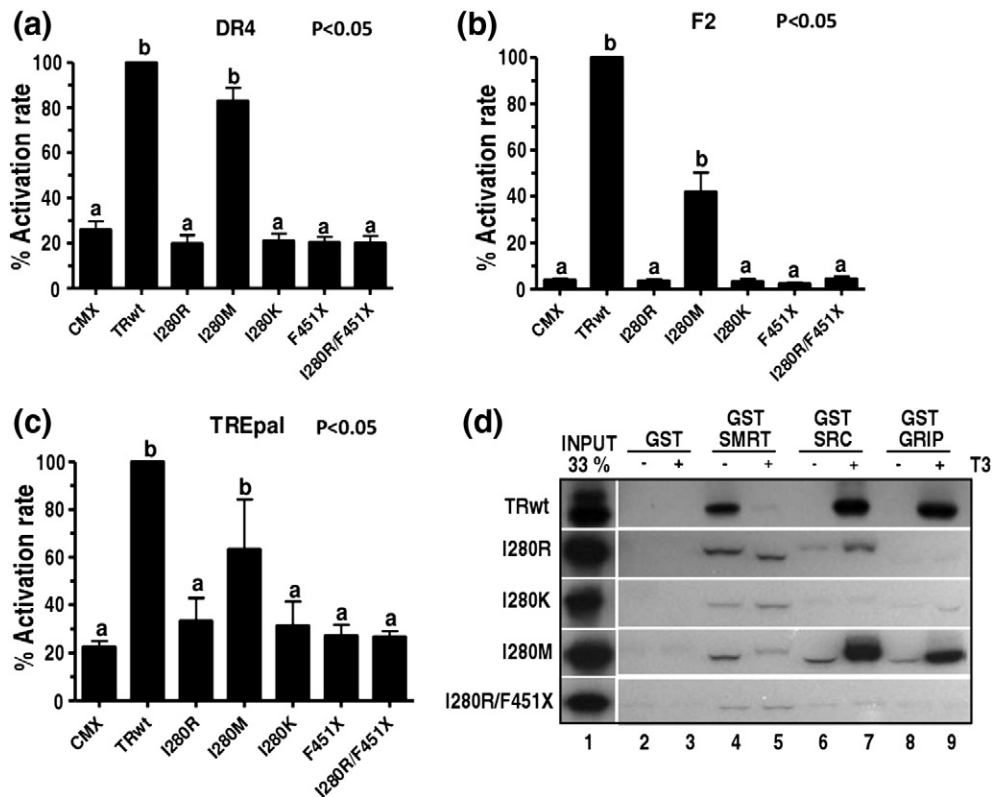 (a)
DR4 P<0.05
% Activation rate
100
80
60
40
20
0
a
b
a
b
a
a
a
CMX
TRwt
I280R
I280M
I280K
F451X
I280R/F451X
(b)
F2 P<0.05
% Activation rate
100
80
60
40
20
0
a
b
a
b
a
a
a
CMX
TRwt
I280R
I280M
I280K
F451X
I280R/F451X
(c)
TREpal P<0.05
% Activation rate
100
80
60
40
20
0
a
b
a
b
a
a
a
CMX
TRwt
I280R
I280M
I280K
F451X
I280R/F451X
(d)
INPUT
33 %
GST
GST
SMRT
GST
SRC
GST
GRIP
- + - + - + - + T3
TRwt
I280R
I280K
I280M
I280R/F451X
1 2 3 4 5 6 7 8 9